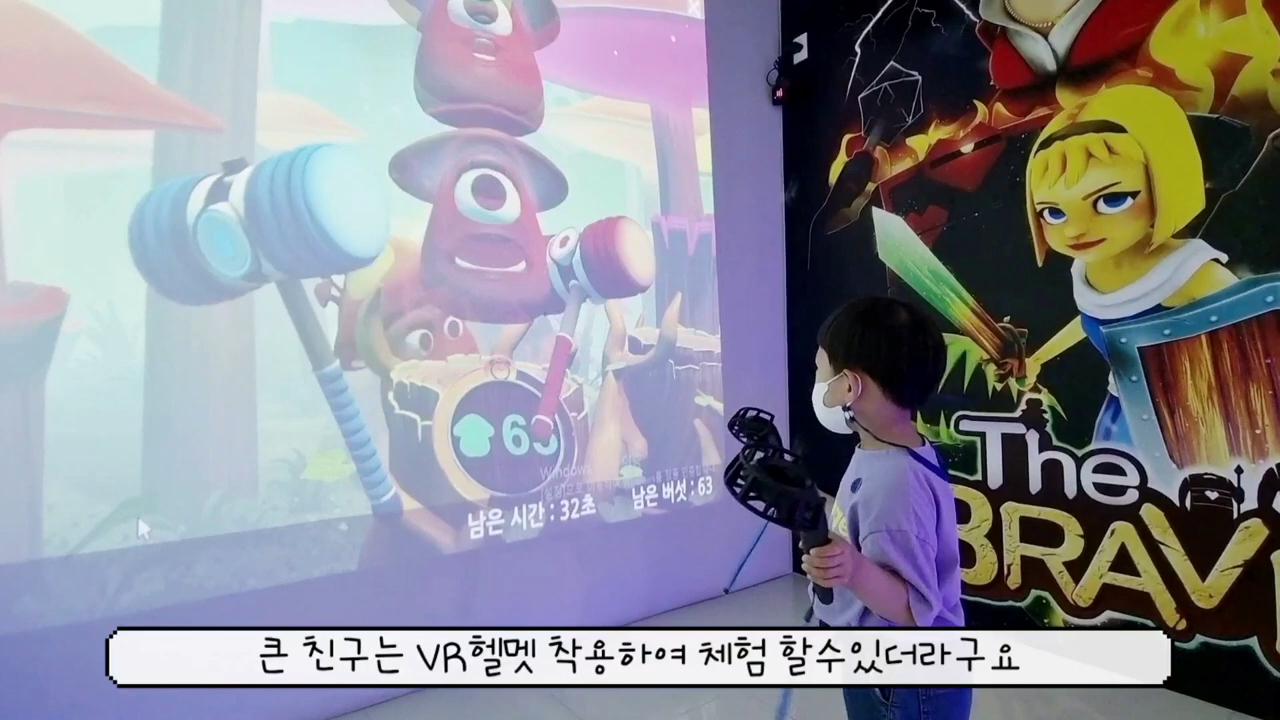 63
Windows
남은 시간 : 32초
남은 버섯 : 63
The
BRAV
큰 친구는 VR헬멧 착용하여 체험 할수있더라구요